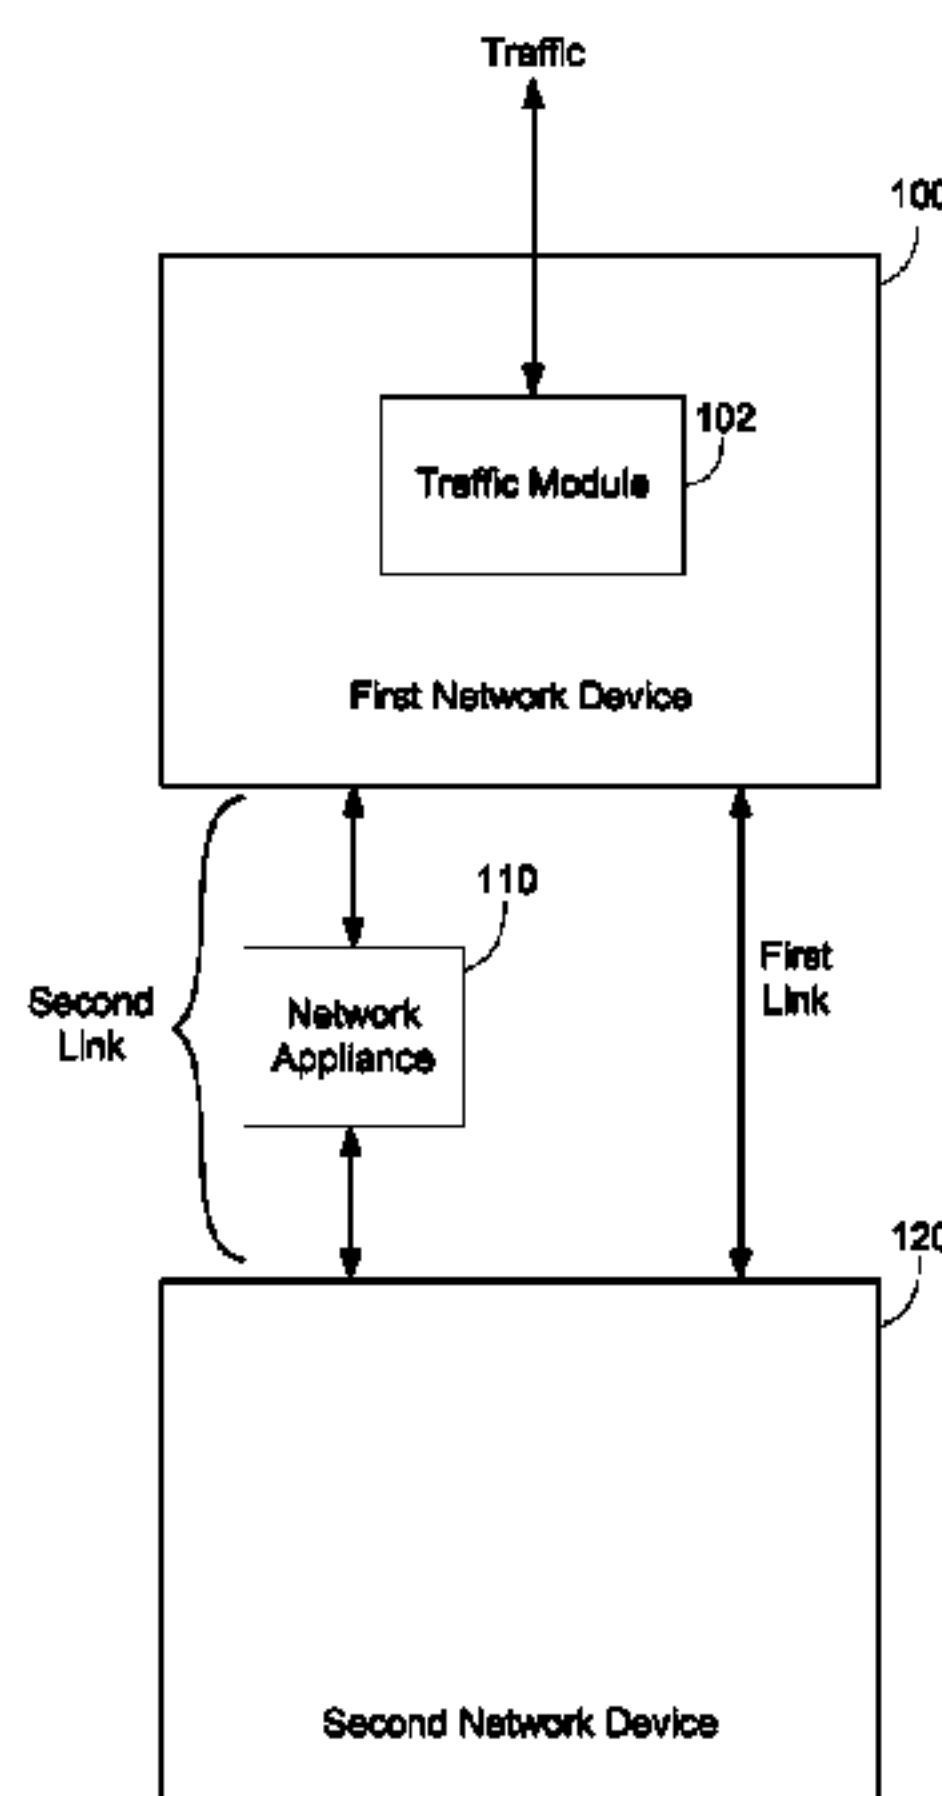 Traffic
100
102
Traffic Module
First Network Device
110
Second
Link
Network
Appliance
First
Link
120
Second Network Device